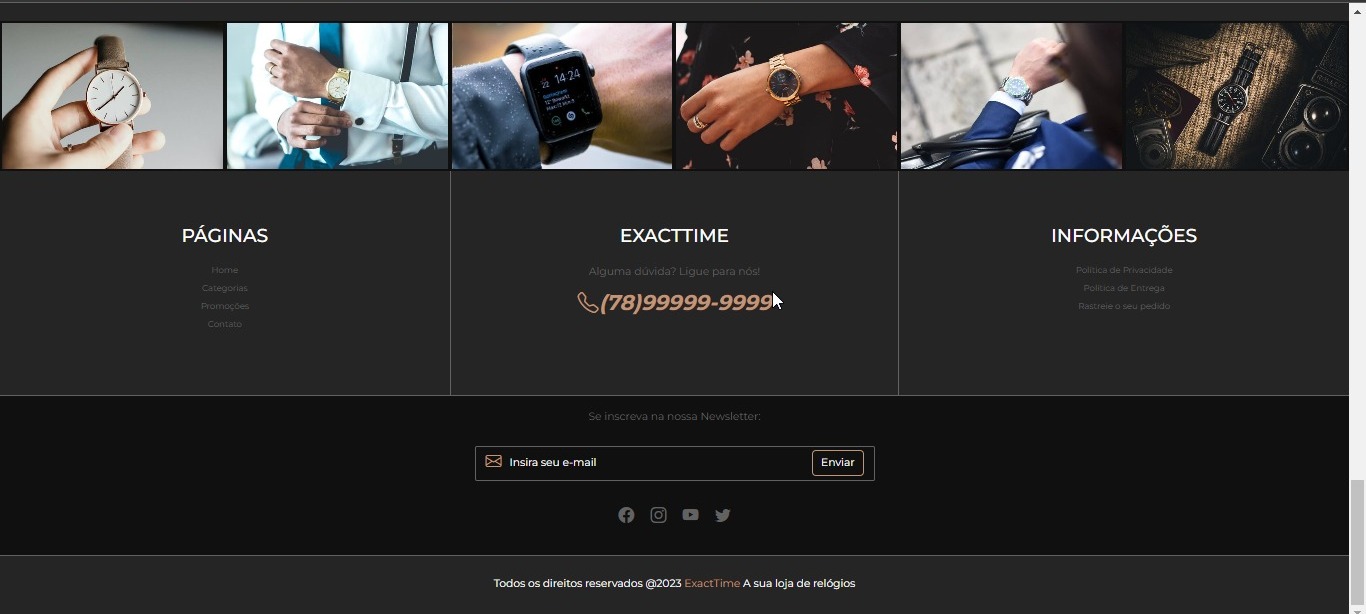 14:24
PÁGINAS
Home
Categorias
Promoções
Contato
EXACTTIME
Alguma dúvida? Ligue para nós!
(78)99999-9999
INFORMAÇÕES
Política de Privacidade
Política de Entrega
Rastreie o seu pedido
Se inscreva na nossa Newsletter:
Insira seu e-mail
Enviar
Todos os direitos reservados @2023 ExactTime A sua loja de relógios